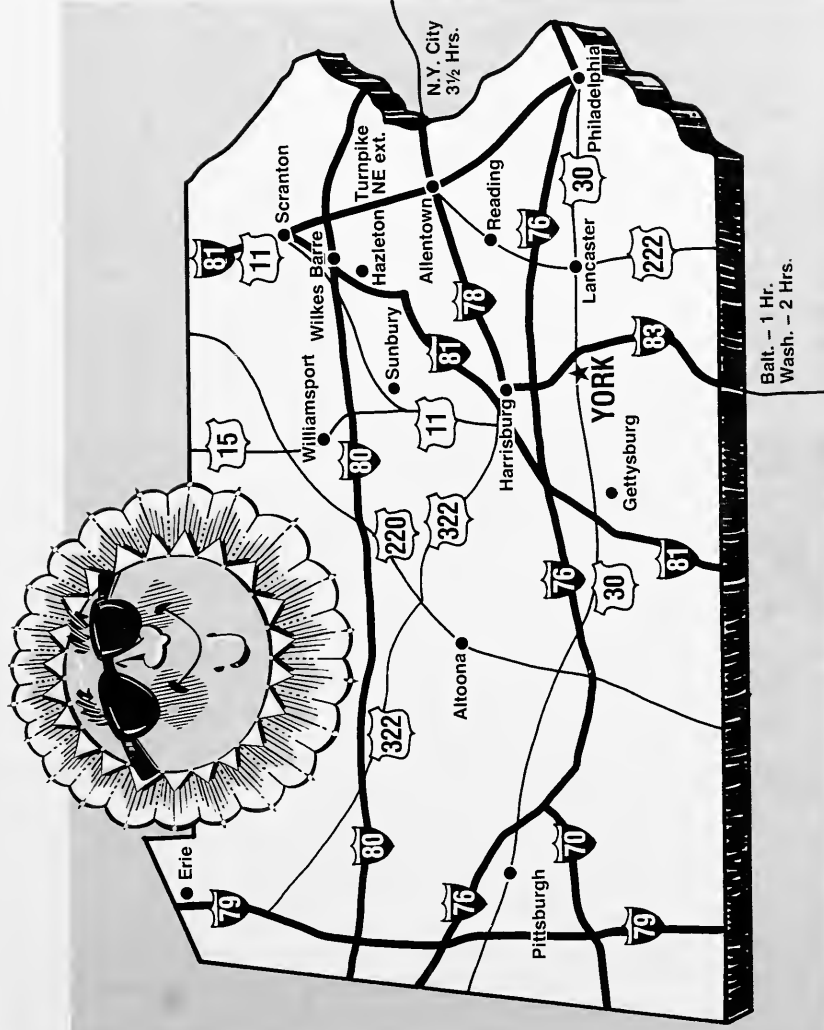 Erie
79
80
322
76
Pittsburgh
70
79
Altoona
220
322
15
Williamsport
80
Sunbury
11
Harrisburg
76
30
81
Gettysburg
81
11
Scranton
Wilkes Barre
Hazleton
Turnpike
NE ext.
81
78
Allentown
Reading
76
YORK
83
Lancaster
30
222
Philadelphia
N.Y. City
3½ Hrs.
Balt. – 1 Hr.
Wash. – 2 Hrs.